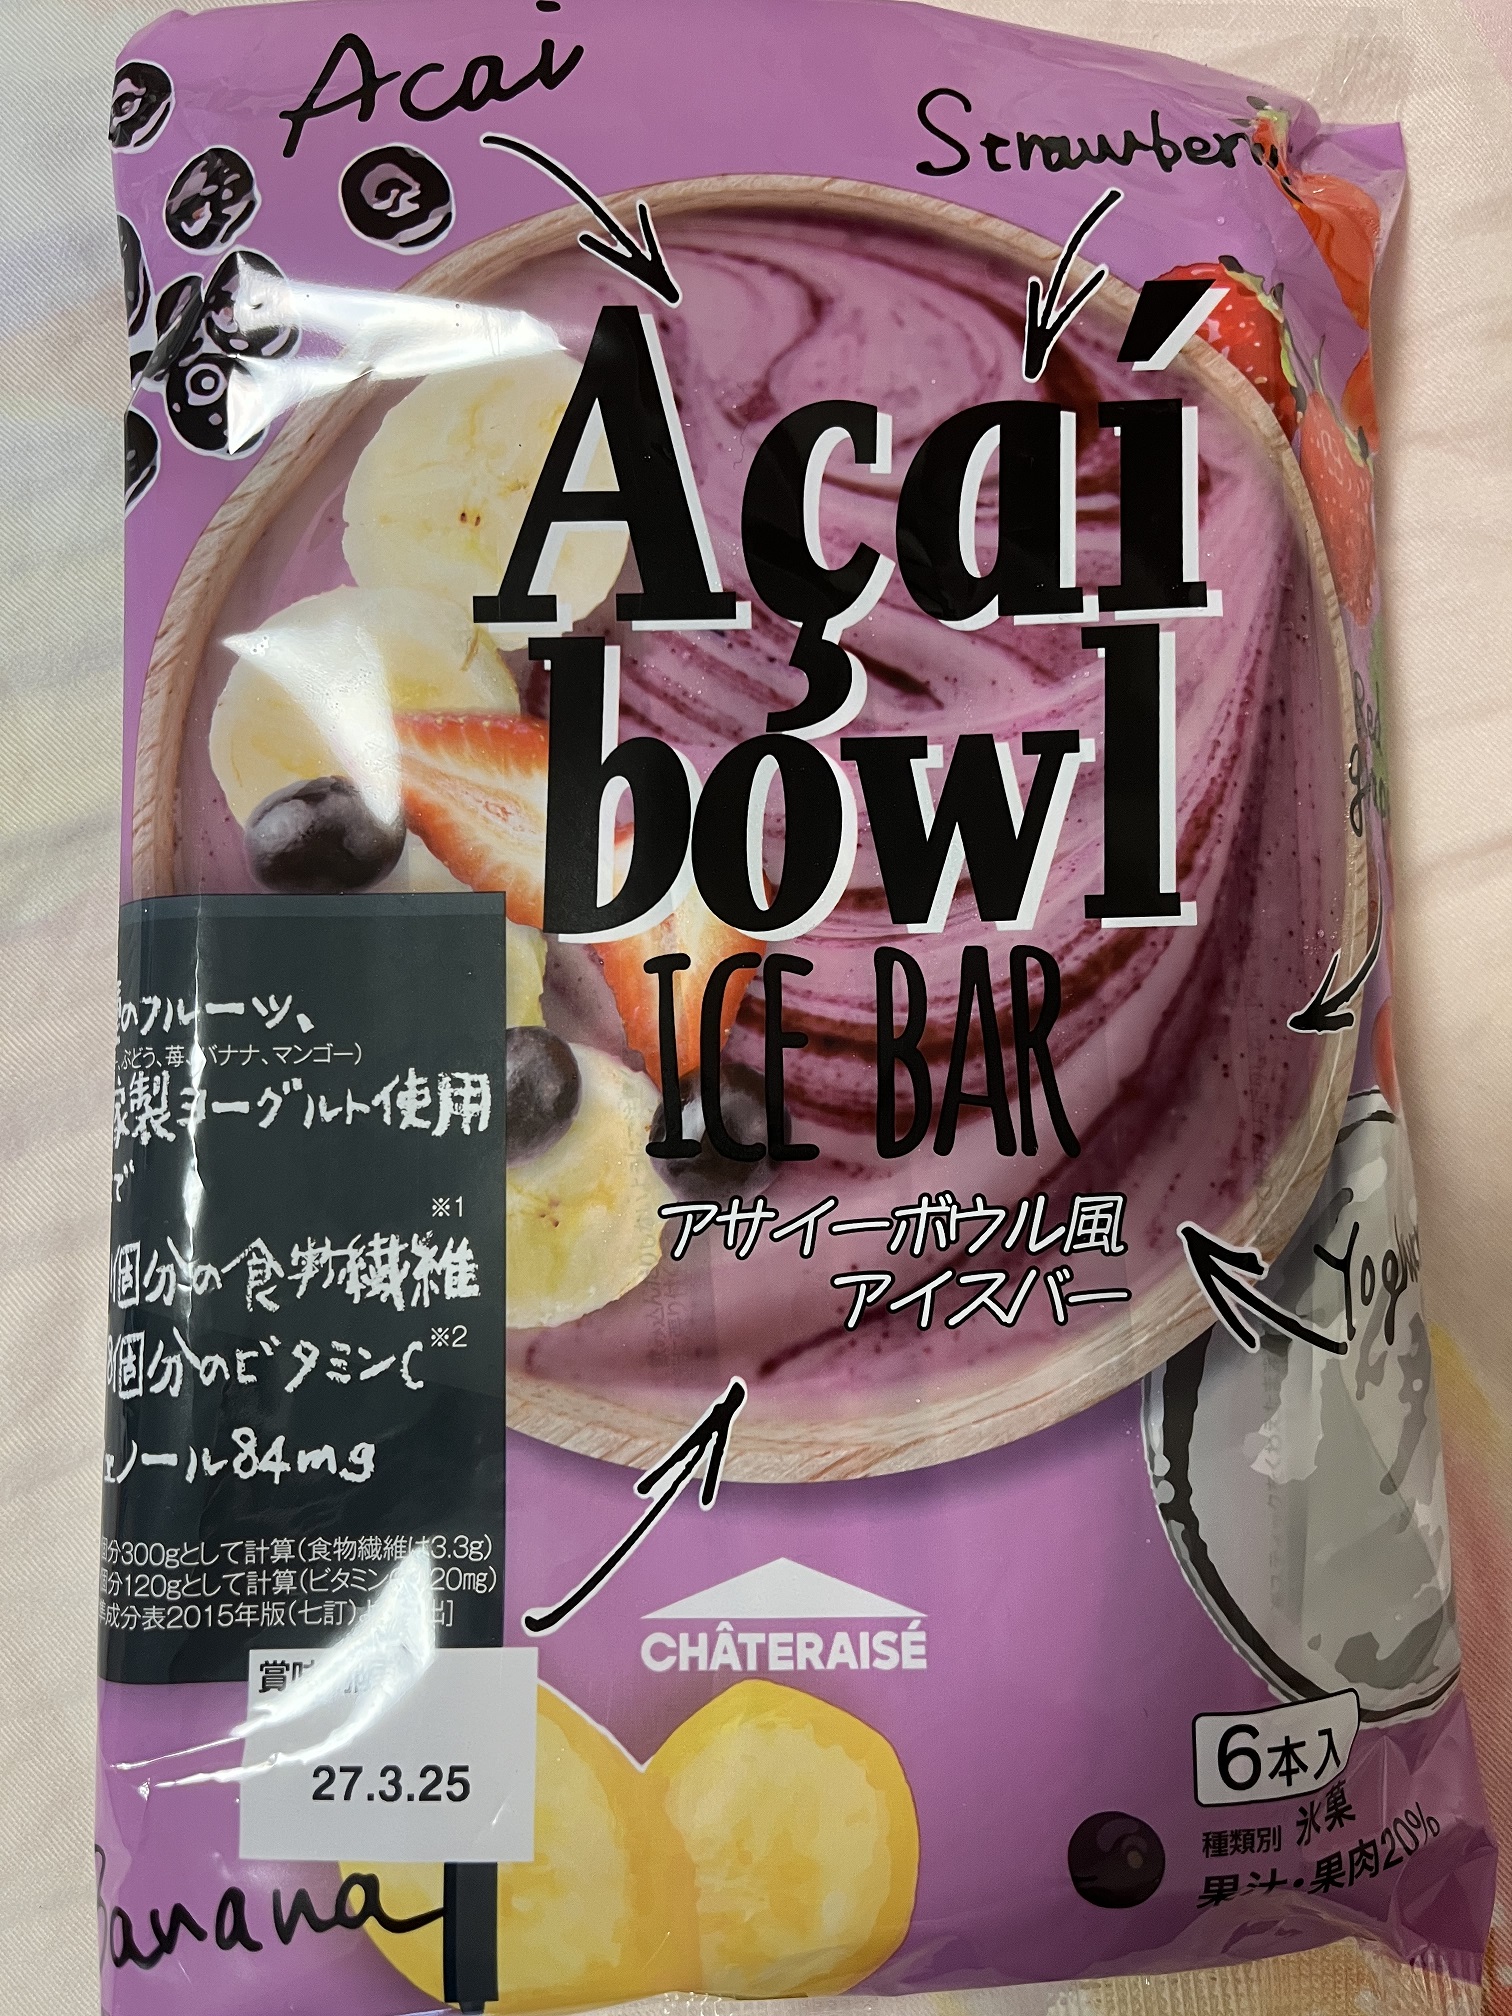 Acai
Strawberry
Açaí
bowl
ICE BAR
アサイーボウル風
アイスバー
のフルーツ、
ぶどう、苺、バナナ、マンゴー)
家製ヨーグルト使用
で
※1
個分の食物繊維
※2
個分のビタミンC
ェノール84mg
個分300gとして計算(食物繊維は3.3g)
個分120gとして計算(ビタミン 20mg)
成分表2015年版(七訂) 出]
賞味
27.3.25
CHÂTERAISÉ
Yoghur
6本入
種類別 氷菓
果汁・果肉20%
Banana